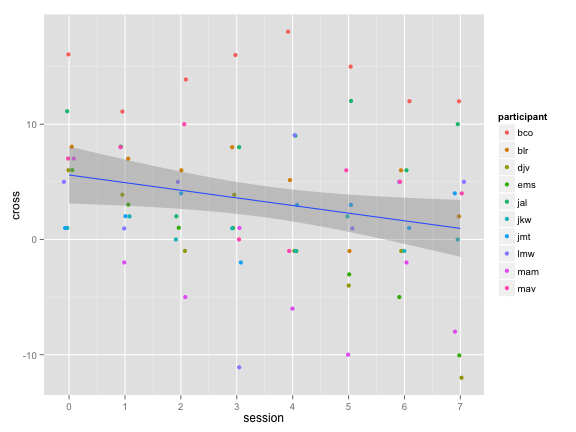 cross
10
0
-10
0 1 2 3 4 5 6 7
session
participant
bco
blr
djv
ems
jal
jkw
jmt
lmw
mam
mav